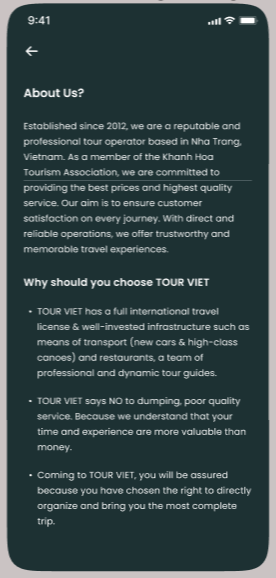 9:41
About Us?
Established since 2012, we are a reputable and
professional tour operator based in Nha Trang,
Vietnam. As a member of the Khanh Hoa
Tourism Association, we are committed to
providing the best prices and highest quality
service. Our aim is to ensure customer
satisfaction on every journey. With direct and
reliable operations, we offer trustworthy and
memorable travel experiences.
Why should you choose TOUR VIET
• TOUR VIET has a full international travel
license & well-invested infrastructure such as
means of transport (new cars & high-class
canoes) and restaurants, a team of
professional and dynamic tour guides.
• TOUR VIET says NO to dumping, poor quality
service. Because we understand that your
time and experience are more valuable than
money.
• Coming to TOUR VIET, you will be assured
because you have chosen the right to directly
organize and bring you the most complete
trip.